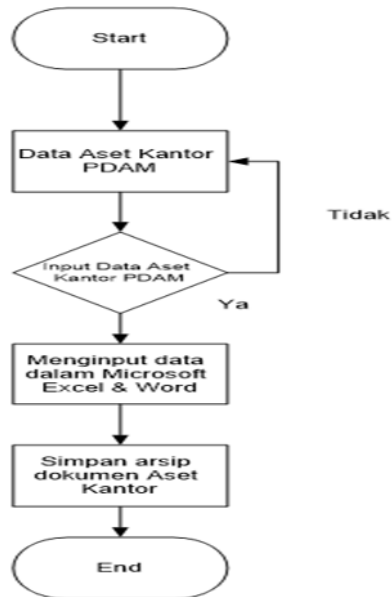 Start
Data Aset Kantor
PDAM
Tidak
Input Data Aset
Kantor PDAM
Ya
Menginput data
dalam Microsoft
Excel & Word
Simpan arsip
dokumen Aset
Kantor
End